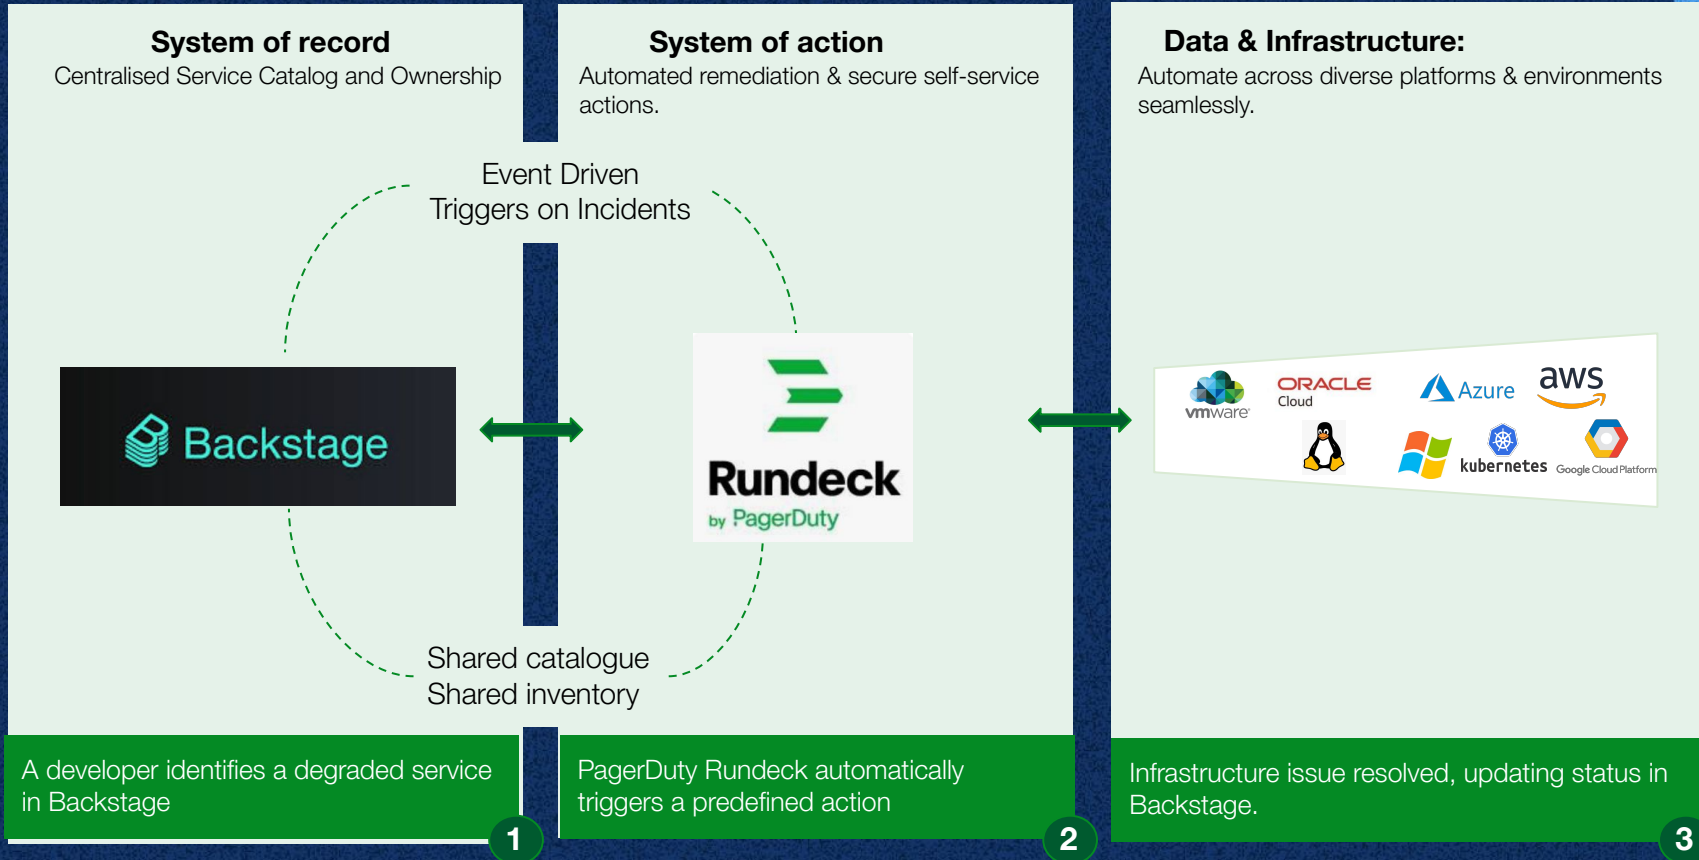 System of record
Centralised Service Catalog and Ownership
System of action
Automated remediation & secure self-service
actions.
Data & Infrastructure:
Automate across diverse platforms & environments
seamlessly.
Event Driven
Triggers on Incidents
Backstage
Rundeck
by PagerDuty
vmware
ORACLE
Cloud
Azure
aws
kubernetes
Google Cloud Platform
Shared catalogue
Shared inventory
A developer identifies a degraded service
in Backstage
1
PagerDuty Rundeck automatically
triggers a predefined action
2
Infrastructure issue resolved, updating status in
Backstage.
3